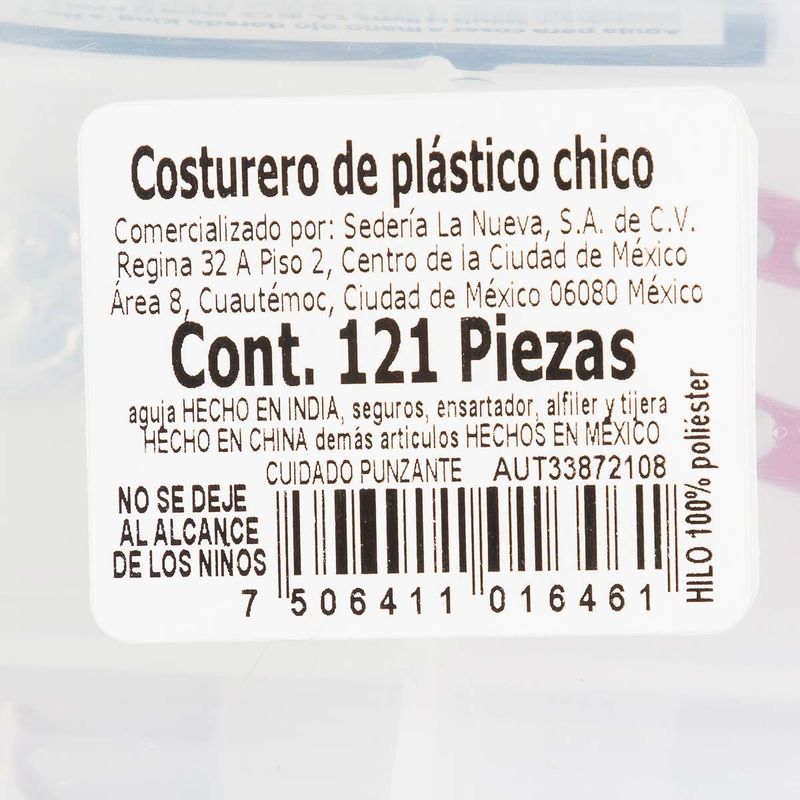 Costurero de plástico chico
Comercializado por: Sedería La Nueva, S.A. de C.V.
Regina 32 A Piso 2, Centro de la Ciudad de México
Área 8, Cuautémoc, Ciudad de México 06080 México
Cont. 121 Piezas
aguja HECHO EN INDIA, seguros, ensartador, alfiler y tijera
HECHO EN CHINA demás articulos HECHOS EN MÉXICO
CUIDADO PUNZANTE AUT33872108
NO SE DEJE
AL ALCANCE
DE LOS NIÑOS
7 506411 016461
HILO 100% poliéster